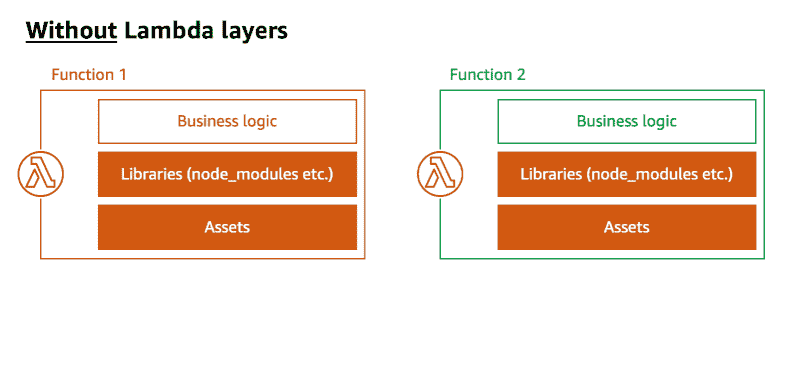 Without Lambda layers
Function 1
Business logic
Libraries (node_modules etc.)
Assets
Function 2
Business logic
Libraries (node_modules etc.)
Assets